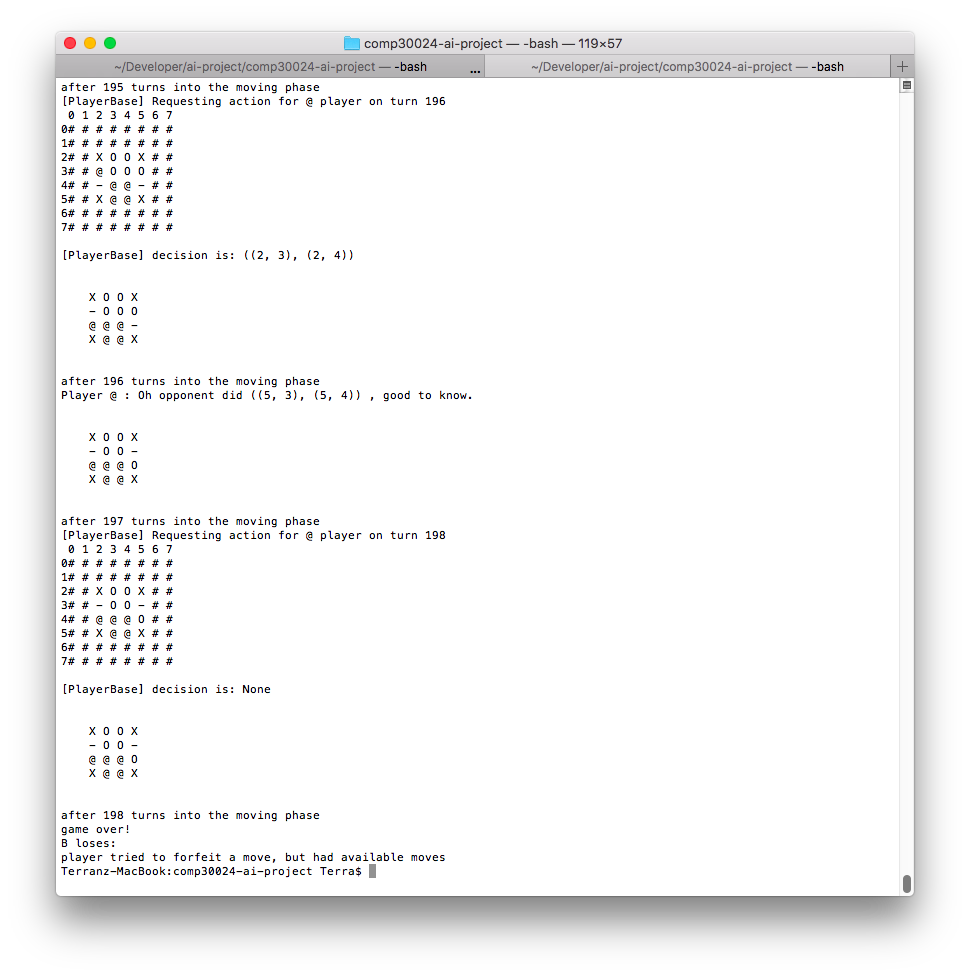 comp30024-ai-project — -bash — 119×57
~/Developer/ai-project/comp30024-ai-project — -bash ... ~/Developer/ai-project/comp30024-ai-project — -bash +
after 195 turns into the moving phase
[PlayerBase] Requesting action for @ player on turn 196
 0 1 2 3 4 5 6 7
0# # # # # # # #
1# # # # # # # #
2# # X O O X # #
3# # @ O O O # #
4# # - @ @ - # #
5# # X @ @ X # #
6# # # # # # # #
7# # # # # # # #
[PlayerBase] decision is: ((2, 3), (2, 4))
X O O X
- O O O
@ @ @ -
X @ @ X
after 196 turns into the moving phase
Player @ : Oh opponent did ((5, 3), (5, 4)) , good to know.
X O O X
- O O -
@ @ @ O
X @ @ X
after 197 turns into the moving phase
[PlayerBase] Requesting action for @ player on turn 198
 0 1 2 3 4 5 6 7
0# # # # # # # #
1# # # # # # # #
2# # X O O X # #
3# # - O O - # #
4# # @ @ @ O # #
5# # X @ @ X # #
6# # # # # # # #
7# # # # # # # #
[PlayerBase] decision is: None
X O O X
- O O -
@ @ @ O
X @ @ X
after 198 turns into the moving phase
game over!
B loses:
player tried to forfeit a move, but had available moves
Terranz-MacBook:comp30024-ai-project Terra$